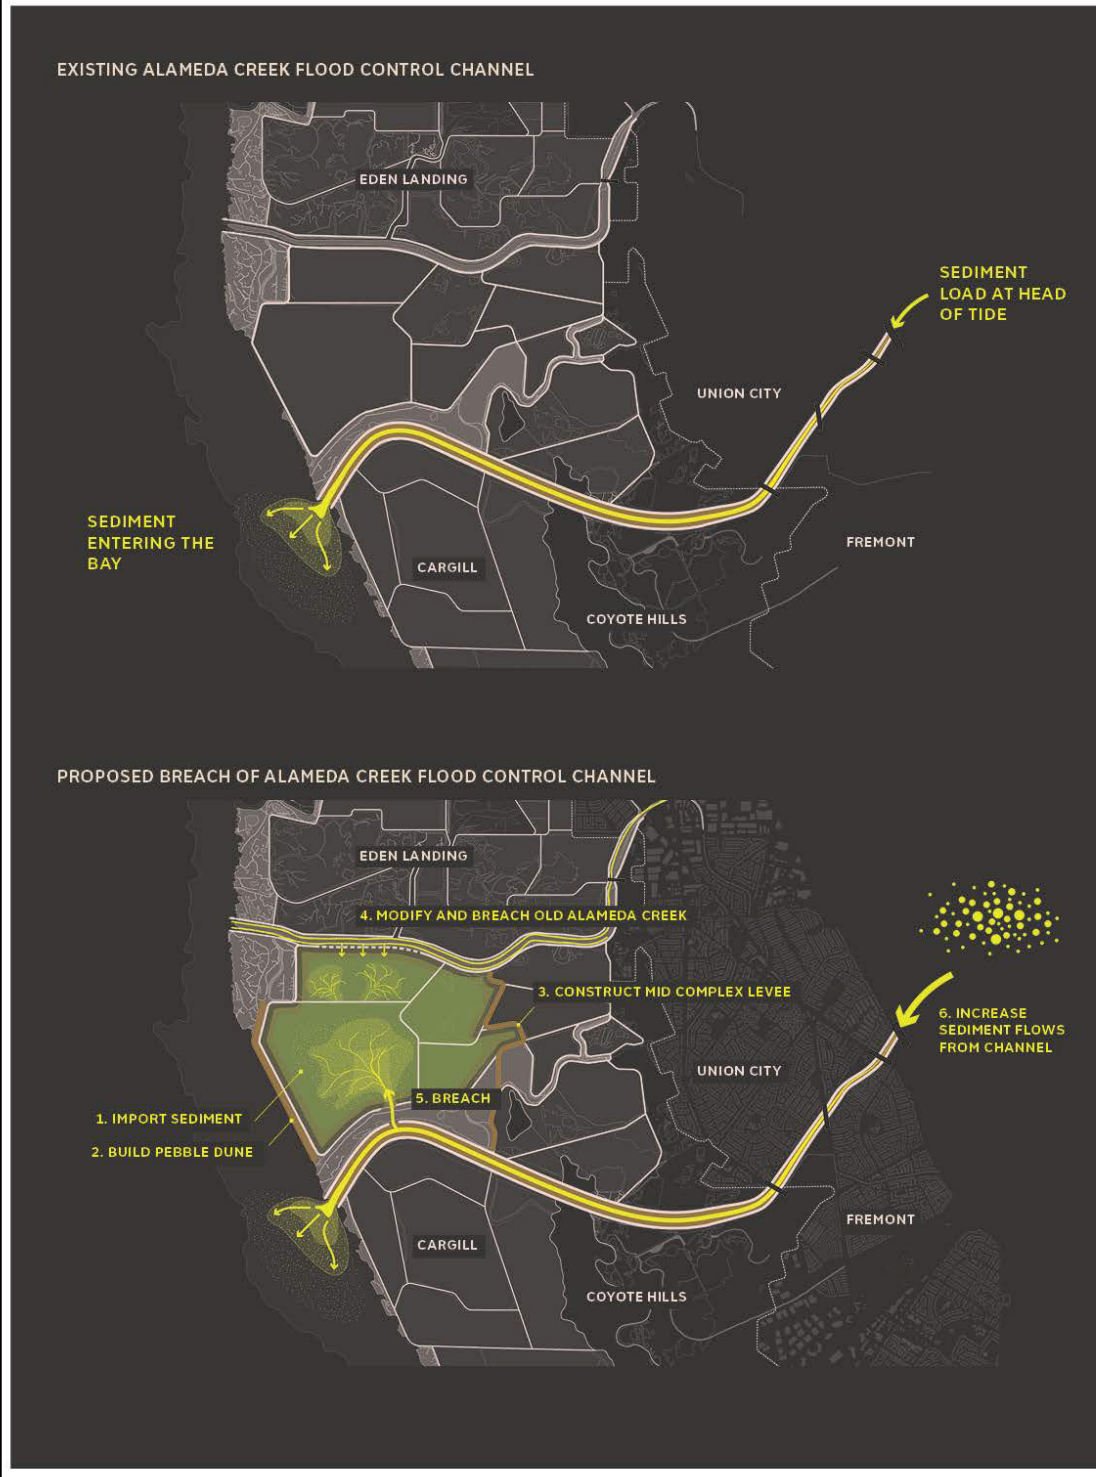 EXISTING ALAMEDA CREEK FLOOD CONTROL CHANNEL
EDEN LANDING
SEDIMENT
LOAD AT HEAD
OF TIDE
UNION CITY
SEDIMENT
ENTERING THE
BAY
FREMONT
CARGILL
COYOTE HILLS
PROPOSED BREACH OF ALAMEDA CREEK FLOOD CONTROL CHANNEL
EDEN LANDING
4. MODIFY AND BREACH OLD ALAMEDA CREEK
3. CONSTRUCT MID COMPLEX LEVEE
6. INCREASE
SEDIMENT FLOWS
FROM CHANNEL
UNION CITY
5. BREACH
1. IMPORT SEDIMENT
2. BUILD PEBBLE DUNE
FREMONT
CARGILL
COYOTE HILLS